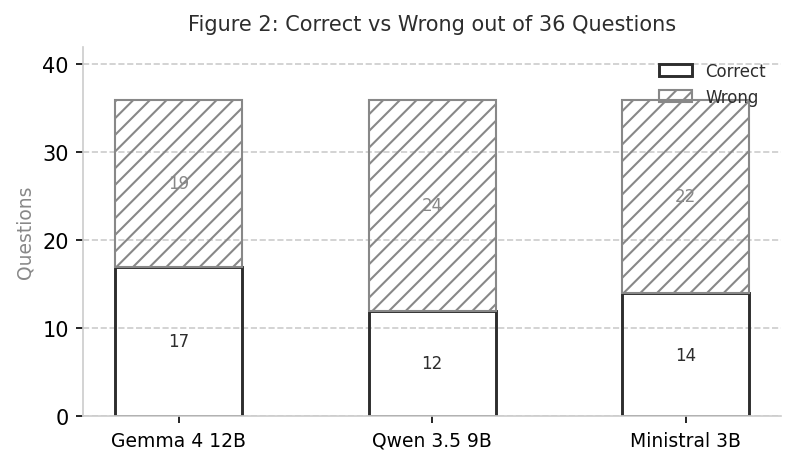 Figure 2: Correct vs Wrong out of 36 Questions
40
30
20
10
0
Questions
Correct
Wrong
19
24
22
17
12
14
Gemma 4 12B
Qwen 3.5 9B
Ministral 3B